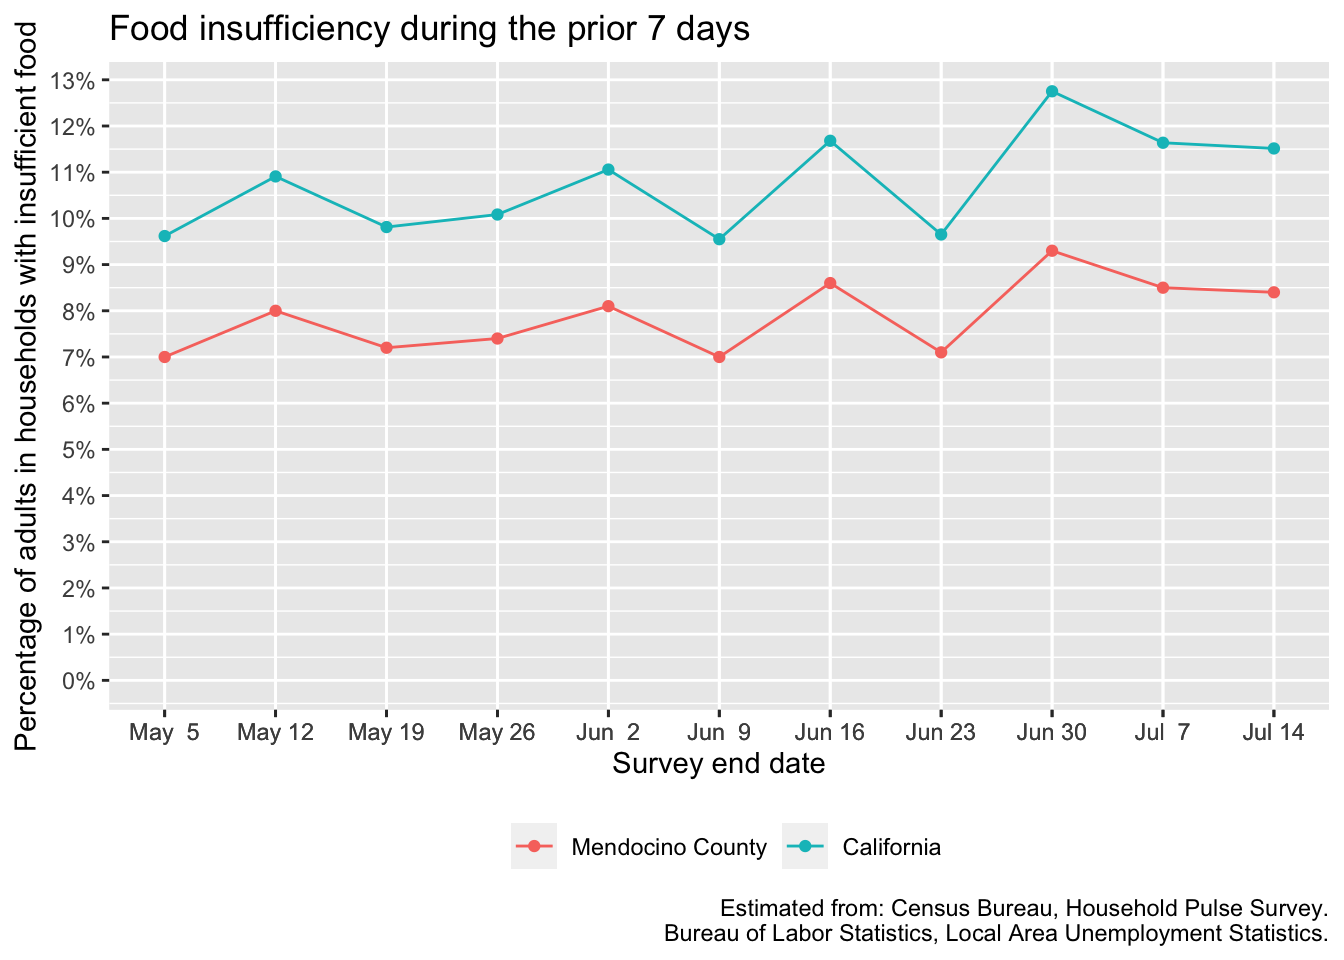 Food insufficiency during the prior 7 days
Percentage of adults in households with insufficient food
13%
12%
11%
10%
9%
8%
7%
6%
5%
4%
3%
2%
1%
0%
May 5 May 12 May 19 May 26 Jun 2 Jun 9 Jun 16 Jun 23 Jun 30 Jul 7 Jul 14
Survey end date
Mendocino County California
Estimated from: Census Bureau, Household Pulse Survey.
Bureau of Labor Statistics, Local Area Unemployment Statistics.